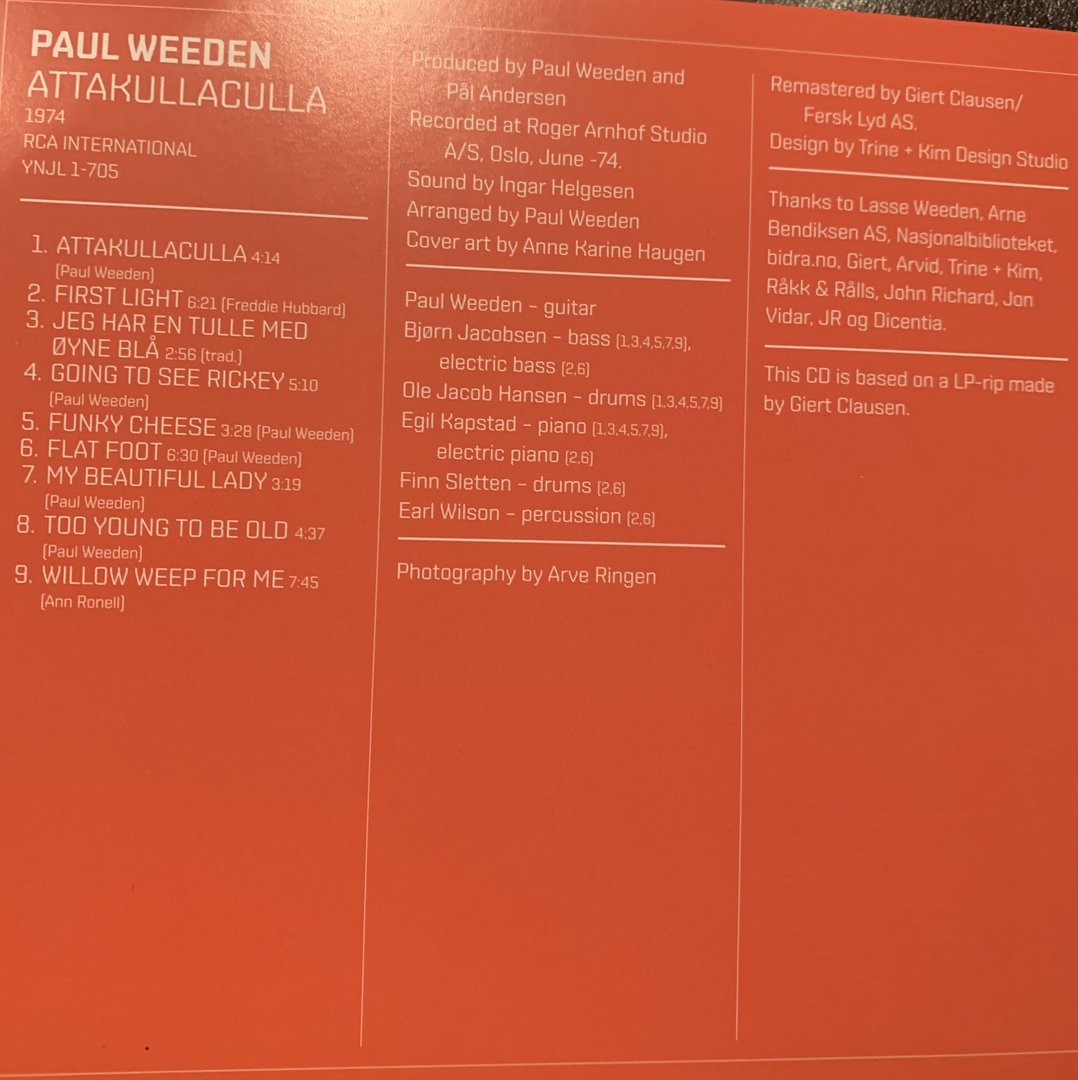 PAUL WEEDEN
ATTAKULLACULLA
1974
RCA INTERNATIONAL
YNJL 1-705
1. ATTAKULLACULLA 4:14
(Paul Weeden)
2. FIRST LIGHT 6:21 (Freddie Hubbard)
3. JEG HAR EN TULLE MED
ØYNE BLÅ 2:56 (trad.)
4. GOING TO SEE RICKEY 5:10
(Paul Weeden)
5. FUNKY CHEESE 3:28 (Paul Weeden)
6. FLAT FOOT 6:30 (Paul Weeden)
7. MY BEAUTIFUL LADY 3:19
(Paul Weeden)
8. TOO YOUNG TO BE OLD 4:37
(Paul Weeden)
9. WILLOW WEEP FOR ME 7:45
(Ann Ronell)
Produced by Paul Weeden and
Pål Andersen
Recorded at Roger Arnhof Studio
A/S, Oslo, June -74.
Sound by Ingar Helgesen
Arranged by Paul Weeden
Cover art by Anne Karine Haugen
Paul Weeden – guitar
Bjørn Jacobsen – bass (1,3,4,5,7,9),
electric bass (2,6)
Ole Jacob Hansen – drums (1,3,4,5,7,9)
Egil Kapstad – piano (1,3,4,5,7,9),
electric piano (2,6)
Finn Sletten – drums (2,6)
Earl Wilson – percussion (2,6)
Photography by Arve Ringen
Remastered by Giert Clausen/
Fersk Lyd AS.
Design by Trine + Kim Design Studio
Thanks to Lasse Weeden, Arne
Bendiksen AS, Nasjonalbiblioteket,
bidra.no, Giert, Arvid, Trine + Kim,
Råkk & Rålls, John Richard, Jon
Vidar, JR og Dicentia.
This CD is based on a LP-rip made
by Giert Clausen.